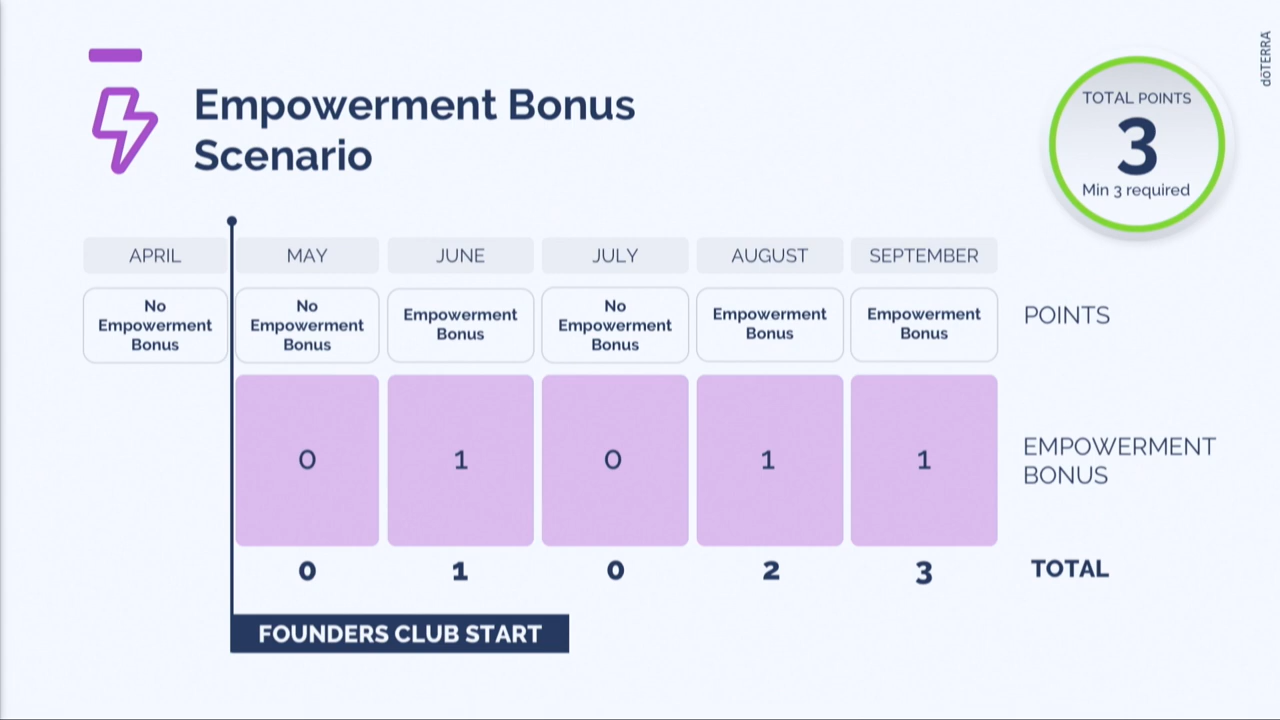 dōTERRA
Empowerment Bonus
Scenario
TOTAL POINTS
3
Min 3 required
APRIL
MAY
JUNE
JULY
AUGUST
SEPTEMBER
No
Empowerment
Bonus
No
Empowerment
Bonus
Empowerment
Bonus
No
Empowerment
Bonus
Empowerment
Bonus
Empowerment
Bonus
POINTS
0
1
0
1
1
EMPOWERMENT
BONUS
0
1
0
2
3
TOTAL
FOUNDERS CLUB START